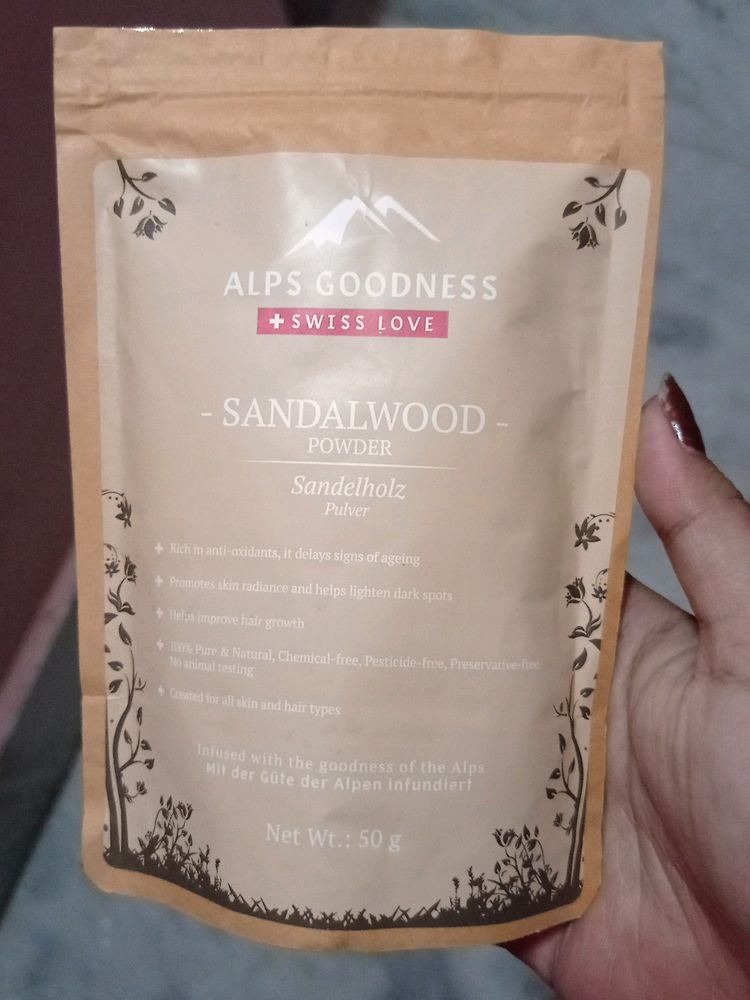 ALPS GOODNESS
SWISS LOVE
- SANDALWOOD -
POWDER
Sandelholz
Pulver
Rich in anti-oxidants, it delays signs of ageing
Promotes skin radiance and helps lighten dark spots
Helps improve hair growth
100% Pure & Natural, Chemical-free, Pesticide-free, Preservative-free
No animal testing
Created for all skin and hair types
Infused with the goodness of the Alps
Mit der Güte der Alpen infundiert
Net Wt.: 50 g